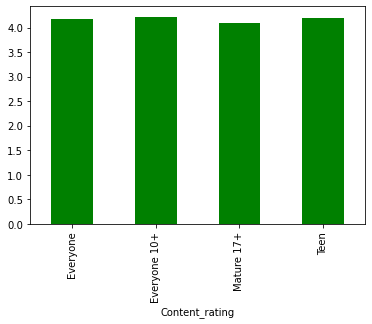 4.0
3.5
3.0
2.5
2.0
1.5
1.0
0.5
0.0
Everyone
Everyone 10+
Mature 17+
Teen
Content_rating